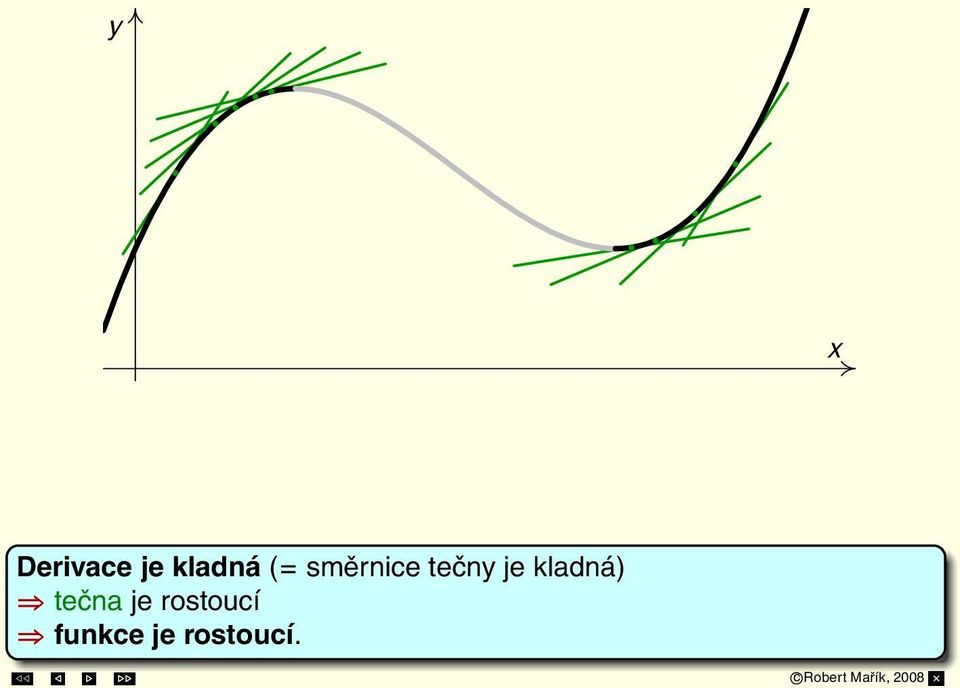 y
x
Derivace je kladná (= směrnice tečny je kladná)
⇒ tečna je rostoucí
⇒ funkce je rostoucí.
©Robert Mařík, 2008 ×